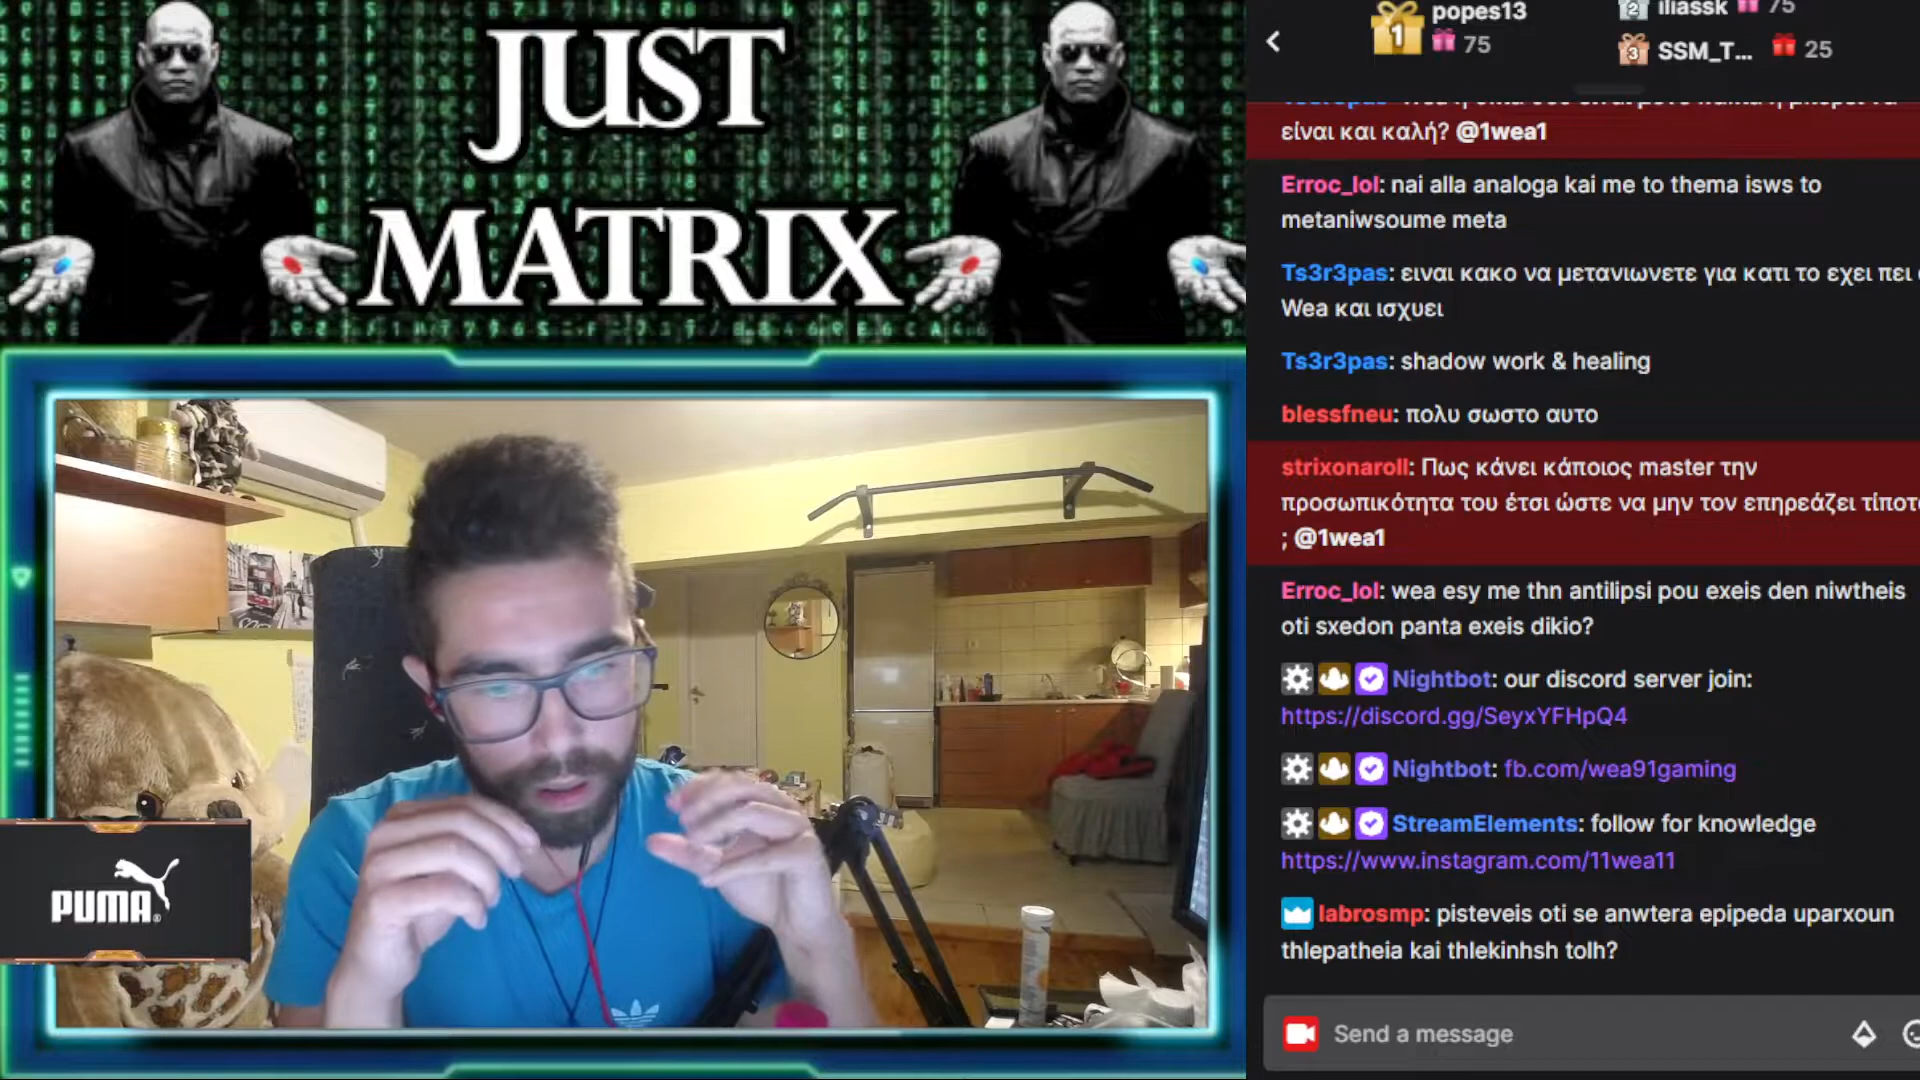 JUST
MATRIX
PUMA®
popes13
75
iliassk 75
SSM_T... 25
είναι και καλή? @1wea1
Erroc_lol: nai alla analoga kai me to thema isws to
metaniwsoume meta
Ts3r3pas: ειναι κακο να μετανιωνετε για κατι το εχει πει
Wea και ισχυει
Ts3r3pas: shadow work & healing
blessfneu: πολυ σωστο αυτο
strixonaroll: Πως κάνει κάποιος master την
προσωπικότητα του έτσι ώστε να μην τον επηρεάζει
; @1wea1
Erroc_lol: wea esy me thn antilipsi pou exeis den niwtheis
oti sxedon panta exeis dikio?
Nightbot: our discord server join:
https://discord.gg/SeyxYFHpQ4
Nightbot: fb.com/wea91gaming
StreamElements: follow for knowledge
https://www.instagram.com/11wea11
labrosmp: pisteveis oti se anwtera epipeda uparxoun
thlepatheia kai thlekinhsh tolh?
Send a message